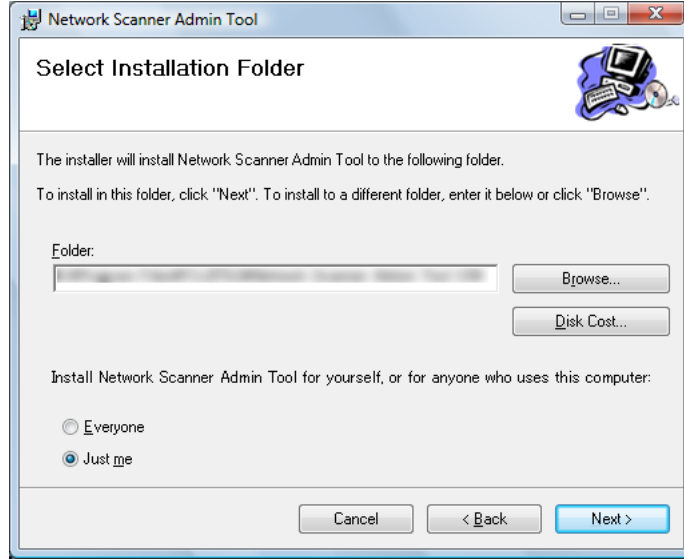 Network Scanner Admin Tool
Select Installation Folder
The installer will install Network Scanner Admin Tool to the following folder.
To install in this folder, click "Next". To install to a different folder, enter it below or click "Browse".
Folder:
Browse...
Disk Cost...
Install Network Scanner Admin Tool for yourself, or for anyone who uses this computer:
Everyone
Just me
Cancel
< Back
Next >